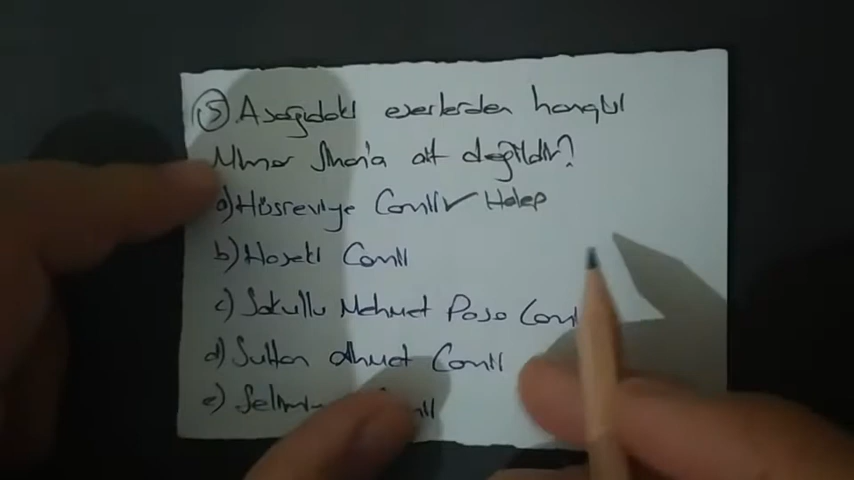 5 Aşağıdaki eserlerden hangisi
Mimar Sinan'a ait değildir?
a) Hüsreviye Camii✓ Halep
b) Haseki Camii
c) Sokullu Mehmet Paşa Cami
d) Sultan Ahmet Camii
e)